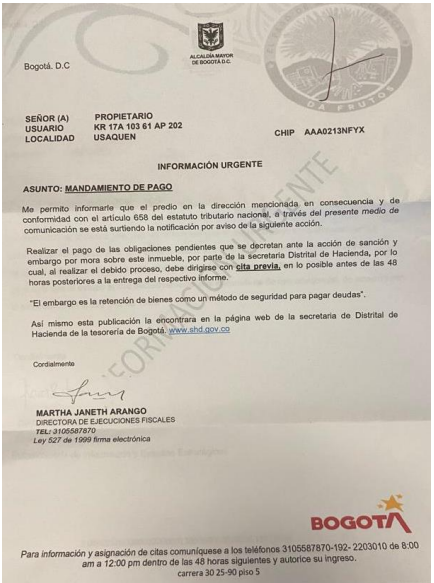 ALCALDÍA MAYOR
DE BOGOTÁ D.C.
DA FRUTOS
Bogotá. D.C
SEÑOR (A) PROPIETARIO
USUARIO KR 17A 103 61 AP 202
LOCALIDAD USAQUEN
CHIP AAA0213NFYX
INFORMACIÓN URGENTE
ASUNTO: MANDAMIENTO DE PAGO
Me permito informarle que el predio en la dirección mencionada en consecuencia y de
conformidad con el artículo 658 del estatuto tributario nacional, a través del presente medio de
comunicación se está surtiendo la notificación por aviso de la siguiente acción.
Realizar el pago de las obligaciones pendientes que se decretan ante la acción de sanción y
embargo por mora sobre este inmueble, por parte de la secretaria Distrital de Hacienda, por lo
cual, al realizar el debido proceso, debe dirigirse con cita previa, en lo posible antes de las 48
horas posteriores a la entrega del respectivo informe.
"El embargo es la retención de bienes como un método de seguridad para pagar deudas".
Así mismo esta publicación la encontrara en la página web de la secretaria de Distrital de
Hacienda de la tesorería de Bogotá. www.shd.gov.co
Cordialmente
MARTHA JANETH ARANGO
DIRECTORA DE EJECUCIONES FISCALES
TEL: 3105587870
Ley 527 de 1999 firma electrónica
BOGOTÁ
Para información y asignación de citas comuníquese a los teléfonos 3105587870-192- 2203010 de 8:00
am a 12:00 pm dentro de las 48 horas siguientes y autorice su ingreso.
carrera 30 25-90 piso 5
INFORMACION URGENTE